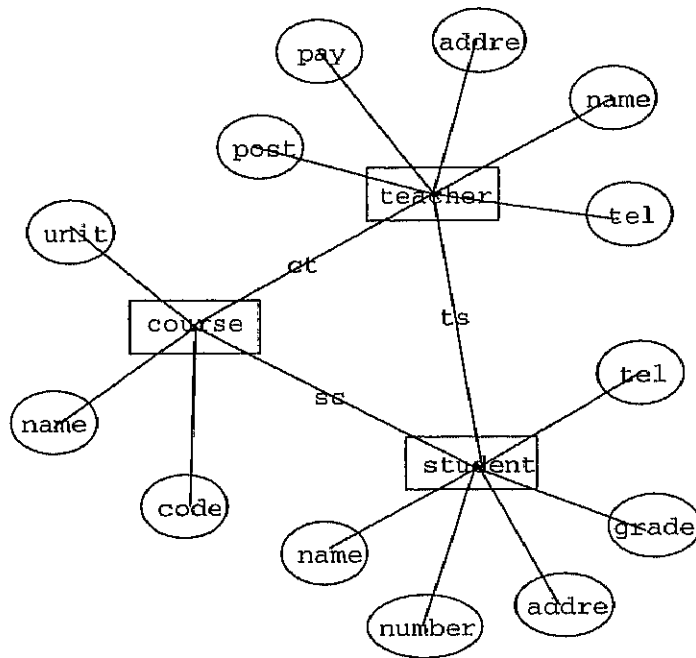 addre
pay
name
post
teacher
tel
unit
ct
course
ts
tel
sc
name
student
code
grade
name
addre
number